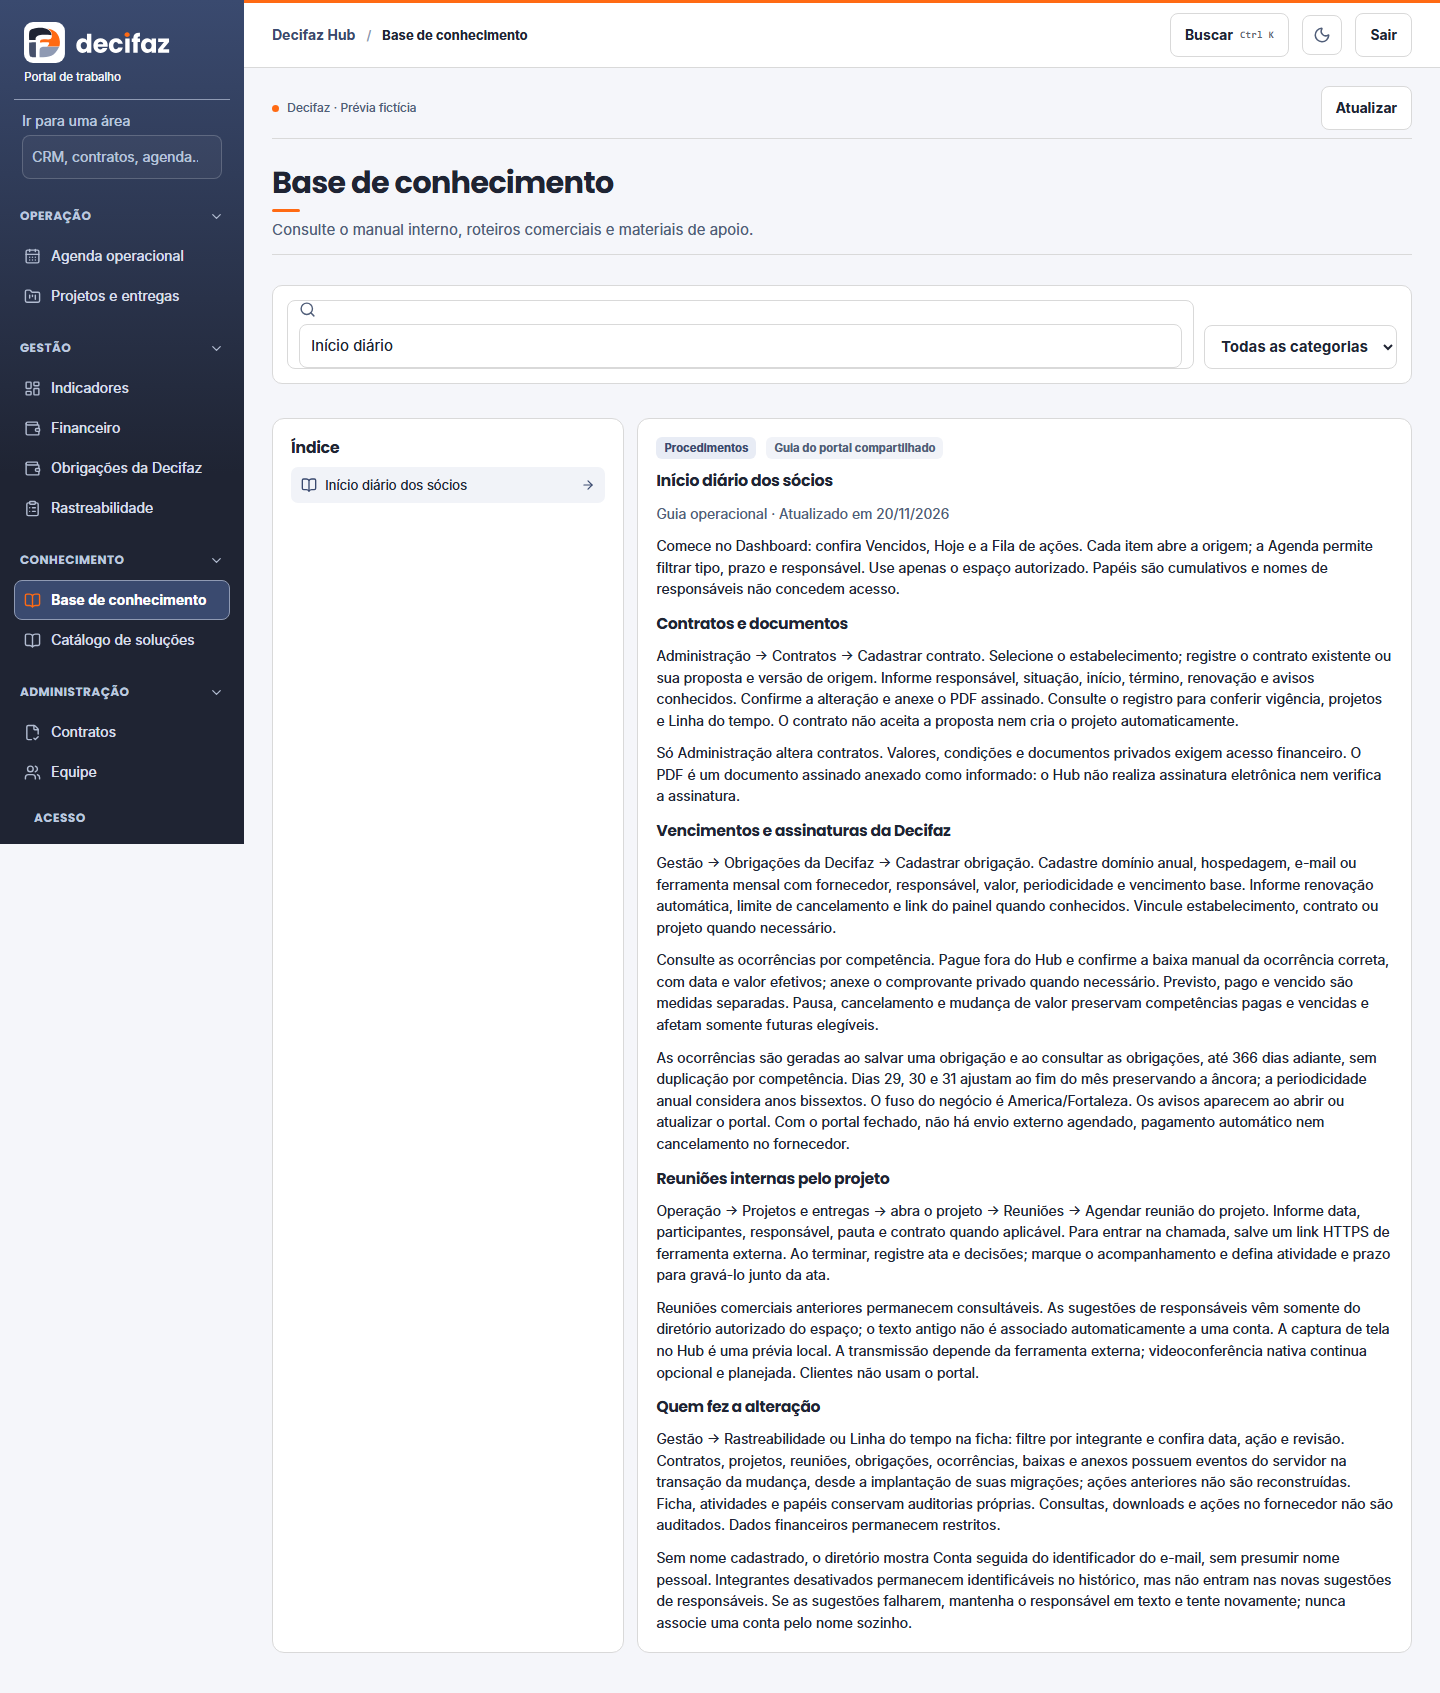 decifaz
Portal de trabalho
Ir para uma área
CRM, contratos, agenda..
OPERAÇÃO
Agenda operacional
Projetos e entregas
GESTÃO
Indicadores
Financeiro
Obrigações da Decifaz
Rastreabilidade
CONHECIMENTO
Base de conhecimento
Catálogo de soluções
ADMINISTRAÇÃO
Contratos
Equipe
ACESSO
Decifaz Hub / Base de conhecimento
Buscar Ctrl K
Sair
Decifaz · Prévia fictícia
Atualizar
Base de conhecimento
Consulte o manual interno, roteiros comerciais e materiais de apoio.
Início diário
Todas as categorias
Índice
Início diário dos sócios
Procedimentos Guia do portal compartilhado
Início diário dos sócios
Guia operacional · Atualizado em 20/11/2026
Comece no Dashboard: confira Vencidos, Hoje e a Fila de ações. Cada item abre a origem; a Agenda permite
filtrar tipo, prazo e responsável. Use apenas o espaço autorizado. Papéis são cumulativos e nomes de
responsáveis não concedem acesso.
Contratos e documentos
Administração → Contratos → Cadastrar contrato. Selecione o estabelecimento; registre o contrato existente ou
sua proposta e versão de origem. Informe responsável, situação, início, término, renovação e avisos
conhecidos. Confirme a alteração e anexe o PDF assinado. Consulte o registro para conferir vigência, projetos
e Linha do tempo. O contrato não aceita a proposta nem cria o projeto automaticamente.
Só Administração altera contratos. Valores, condições e documentos privados exigem acesso financeiro. O
PDF é um documento assinado anexado como informado: o Hub não realiza assinatura eletrônica nem verifica
a assinatura.
Vencimentos e assinaturas da Decifaz
Gestão → Obrigações da Decifaz → Cadastrar obrigação. Cadastre domínio anual, hospedagem, e-mail ou
ferramenta mensal com fornecedor, responsável, valor, periodicidade e vencimento base. Informe renovação
automática, limite de cancelamento e link do painel quando conhecidos. Vincule estabelecimento, contrato ou
projeto quando necessário.
Consulte as ocorrências por competência. Pague fora do Hub e confirme a baixa manual da ocorrência correta,
com data e valor efetivos; anexe o comprovante privado quando necessário. Previsto, pago e vencido são
medidas separadas. Pausa, cancelamento e mudança de valor preservam competências pagas e vencidas e
afetam somente futuras elegíveis.
As ocorrências são geradas ao salvar uma obrigação e ao consultar as obrigações, até 366 dias adiante, sem
duplicação por competência. Dias 29, 30 e 31 ajustam ao fim do mês preservando a âncora; a periodicidade
anual considera anos bissextos. O fuso do negócio é America/Fortaleza. Os avisos aparecem ao abrir ou
atualizar o portal. Com o portal fechado, não há envio externo agendado, pagamento automático nem
cancelamento no fornecedor.
Reuniões internas pelo projeto
Operação → Projetos e entregas → abra o projeto → Reuniões → Agendar reunião do projeto. Informe data,
participantes, responsável, pauta e contrato quando aplicável. Para entrar na chamada, salve um link HTTPS de
ferramenta externa. Ao terminar, registre ata e decisões; marque o acompanhamento e defina atividade e prazo
para gravá-lo junto da ata.
Reuniões comerciais anteriores permanecem consultáveis. As sugestões de responsáveis vêm somente do
diretório autorizado do espaço; o texto antigo não é associado automaticamente a uma conta. A captura de tela
no Hub é uma prévia local. A transmissão depende da ferramenta externa; videoconferência nativa continua
opcional e planejada. Clientes não usam o portal.
Quem fez a alteração
Gestão → Rastreabilidade ou Linha do tempo na ficha: filtre por integrante e confira data, ação e revisão.
Contratos, projetos, reuniões, obrigações, ocorrências, baixas e anexos possuem eventos do servidor na
transação da mudança, desde a implantação de suas migrações; ações anteriores não são reconstruídas.
Ficha, atividades e papéis conservam auditorias próprias. Consultas, downloads e ações no fornecedor não são
auditados. Dados financeiros permanecem restritos.
Sem nome cadastrado, o diretório mostra Conta seguida do identificador do e-mail, sem presumir nome
pessoal. Integrantes desativados permanecem identificáveis no histórico, mas não entram nas novas sugestões
de responsáveis. Se as sugestões falharem, mantenha o responsável em texto e tente novamente; nunca
associe uma conta pelo nome sozinho.